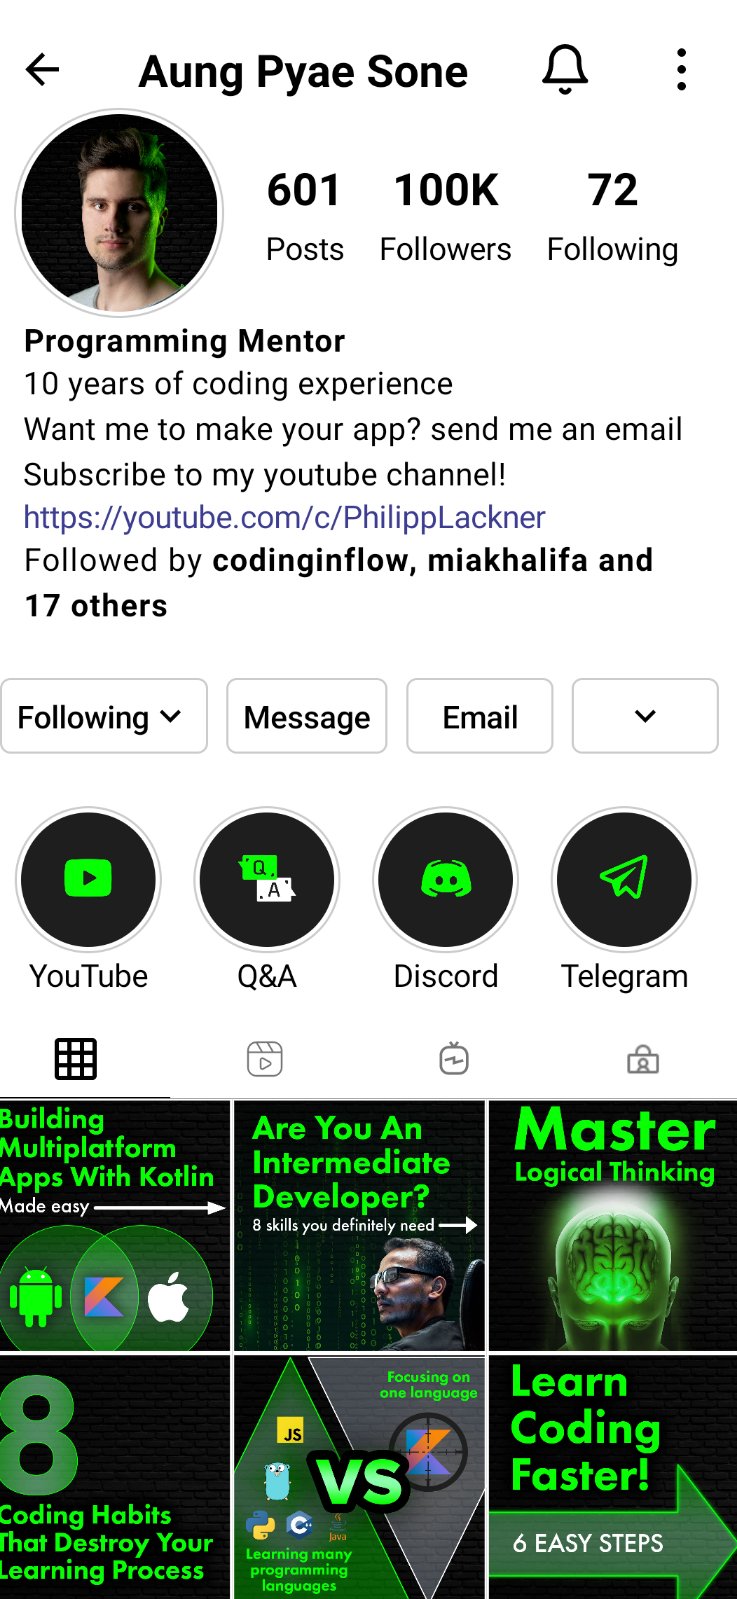 Aung Pyae Sone
601 100K 72
Posts Followers Following
Programming Mentor
10 years of coding experience
Want me to make your app? send me an email
Subscribe to my youtube channel!
https://youtube.com/c/PhilippLackner
Followed by codinginflow, miakhalifa and
17 others
Following Message Email
Q
A
YouTube Q&A Discord Telegram
Building
Multiplatform
Apps With Kotlin
Made easy
Are You An
Intermediate
Developer?
8 skills you definitely need
Master
Logical Thinking
8
Coding Habits
That Destroy Your
Learning Process
Focusing on
one language
JS
VS
Java
Learning many
programming
languages
Learn
Coding
Faster!
6 EASY STEPS